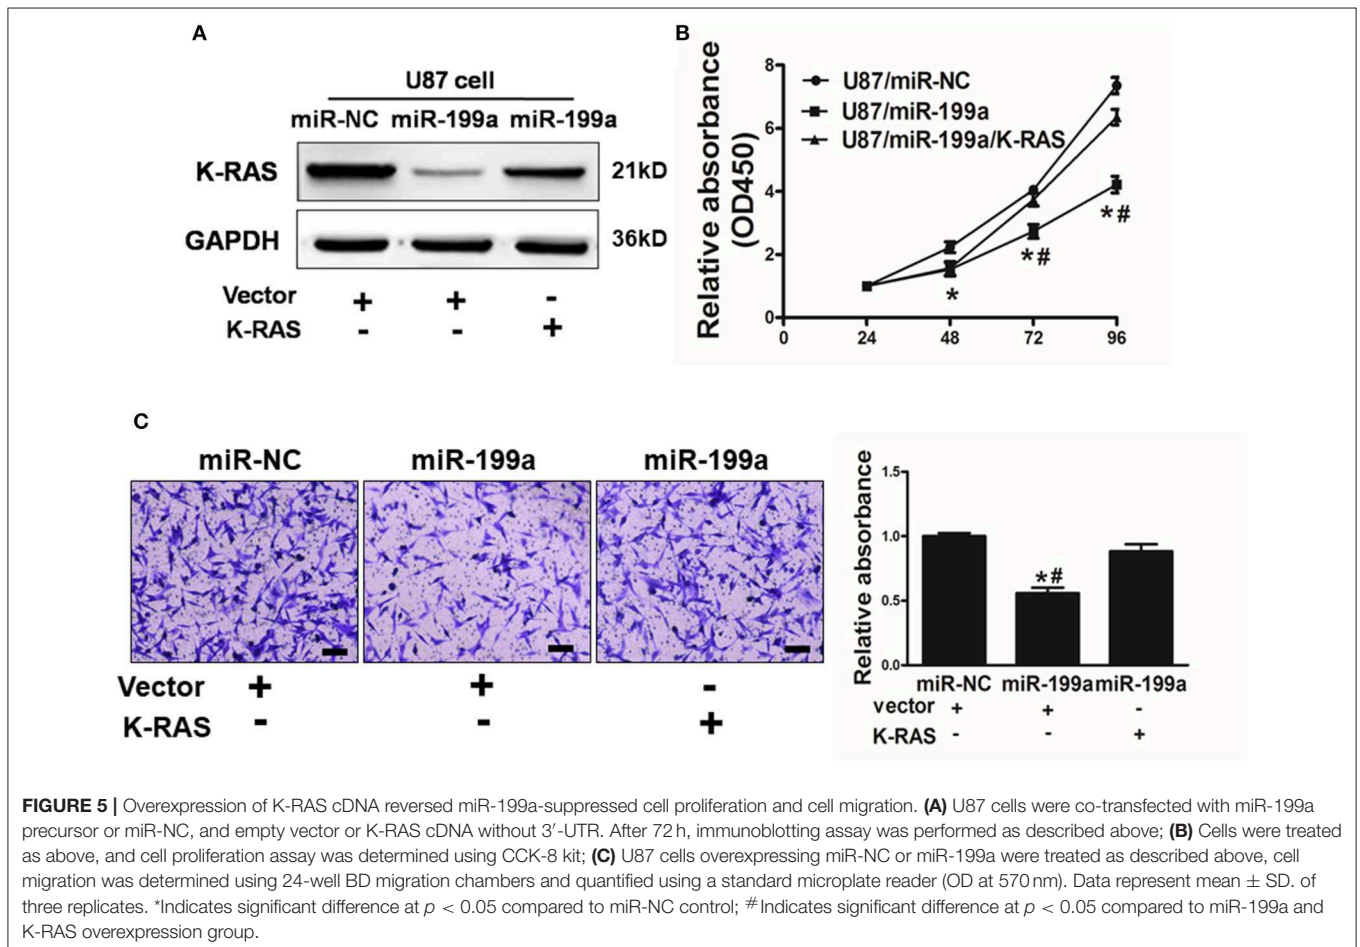 A
U87 cell
miR-NC miR-199a miR-199a
K-RAS 21kD
GAPDH 36kD
Vector + + -
K-RAS - - +
B
Relative absorbance
(OD450)
8
6
4
2
0
0 24 48 72 96
U87/miR-NC
U87/miR-199a
U87/miR-199a/K-RAS
*
*#
*#
C
miR-NC miR-199a miR-199a
Vector + + -
K-RAS - - +
Relative absorbance
1.5
1.0
0.5
0.0
*#
miR-NC miR-199a miR-199a
vector + + -
K-RAS - - +
FIGURE 5 | Overexpression of K-RAS cDNA reversed miR-199a-suppressed cell proliferation and cell migration. (A) U87 cells were co-transfected with miR-199a
precursor or miR-NC, and empty vector or K-RAS cDNA without 3′-UTR. After 72 h, immunoblotting assay was performed as described above; (B) Cells were treated
as above, and cell proliferation assay was determined using CCK-8 kit; (C) U87 cells overexpressing miR-NC or miR-199a were treated as described above, cell
migration was determined using 24-well BD migration chambers and quantified using a standard microplate reader (OD at 570 nm). Data represent mean ± SD. of
three replicates. *Indicates significant difference at p < 0.05 compared to miR-NC control; #Indicates significant difference at p < 0.05 compared to miR-199a and
K-RAS overexpression group.